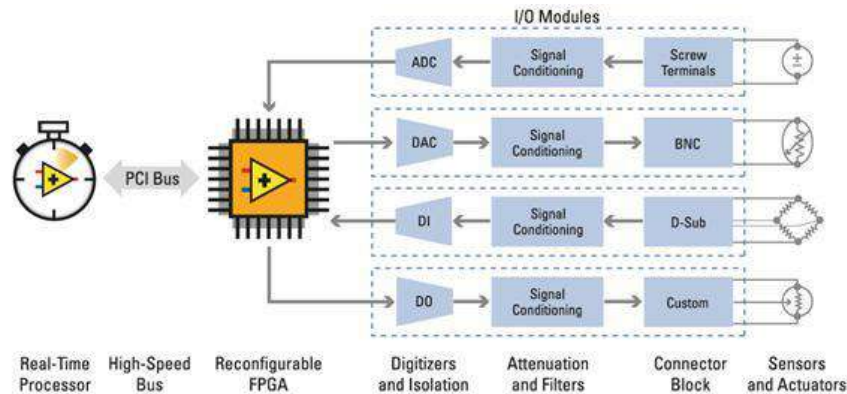 I/O Modules
ADC
Signal
Conditioning
Screw
Terminals
±
DAC
Signal
Conditioning
BNC
PCI Bus
+
+
DI
Signal
Conditioning
D-Sub
DO
Signal
Conditioning
Custom
Real-Time
Processor
High-Speed
Bus
Reconfigurable
FPGA
Digitizers
and Isolation
Attenuation
and Filters
Connector
Block
Sensors
and Actuators